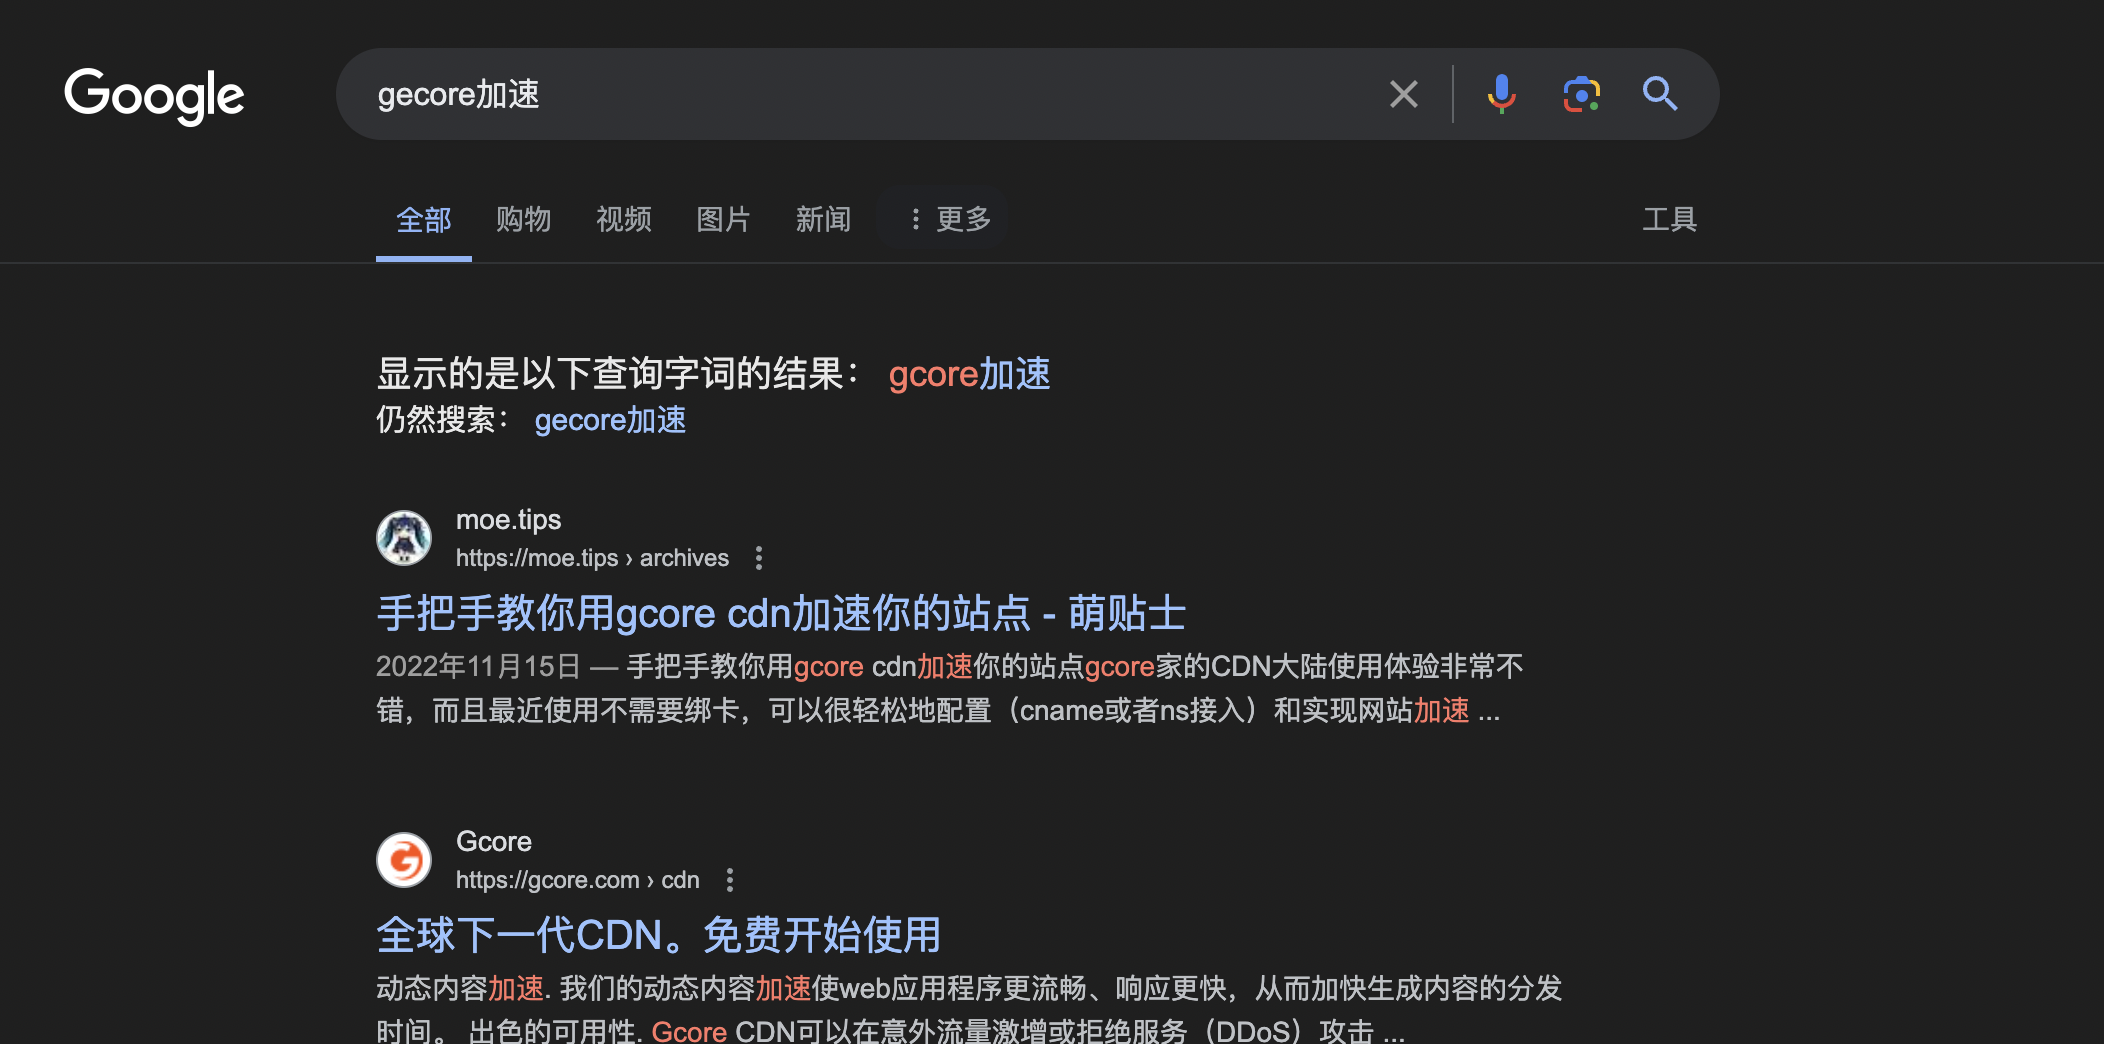 Google
gecore加速
全部 购物 视频 图片 新闻 更多 工具
显示的是以下查询字词的结果： gcore加速
仍然搜索： gecore加速
moe.tips
https://moe.tips › archives
手把手教你用gcore cdn加速你的站点 - 萌贴士
2022年11月15日 — 手把手教你用gcore cdn加速你的站点gcore家的CDN大陆使用体验非常不
错，而且最近使用不需要绑卡，可以很轻松地配置（cname或者ns接入）和实现网站加速 ...
Gcore
https://gcore.com › cdn
全球下一代CDN。免费开始使用
动态内容加速. 我们的动态内容加速使web应用程序更流畅、响应更快，从而加快生成内容的分发
时间。 出色的可用性. Gcore CDN可以在意外流量激增或拒绝服务（DDoS）攻击 ...